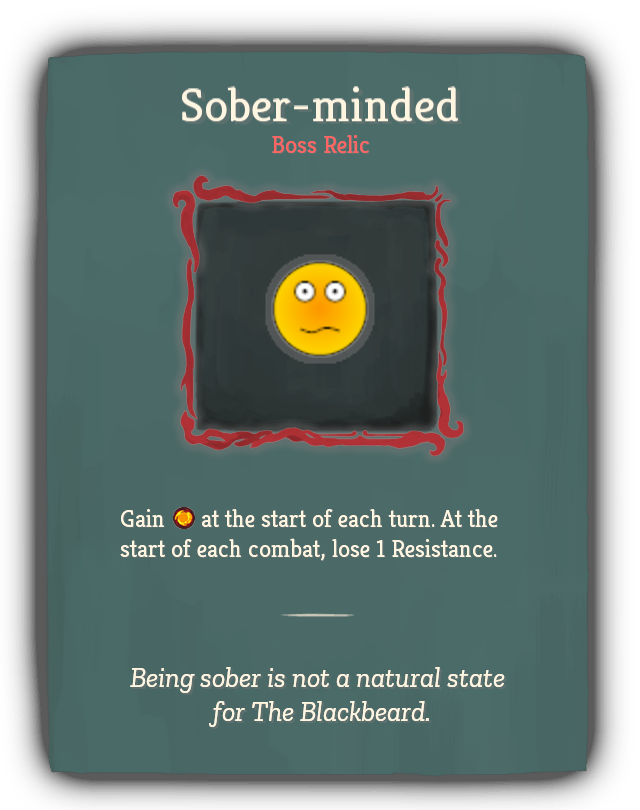 Sober-minded
Boss Relic
Gain at the start of each turn. At the
start of each combat, lose 1 Resistance.
Being sober is not a natural state
for The Blackbeard.